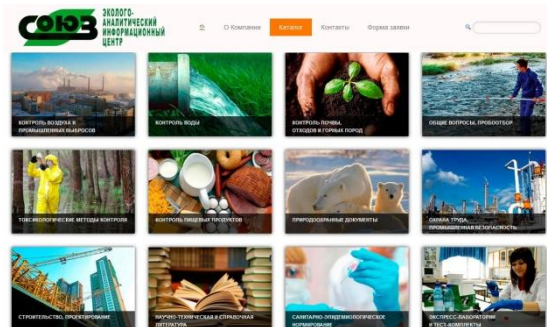 СОЮЗ
ЭКОЛОГО-
АНАЛИТИЧЕСКИЙ
ИНФОРМАЦИОННЫЙ
ЦЕНТР
О Компании
Каталог
Контакты
Форма заявки
КОНТРОЛЬ ВОЗДУХА И
ПРОМЫШЛЕННЫХ ВЫБРОСОВ
КОНТРОЛЬ ВОДЫ
КОНТРОЛЬ ПОЧВЫ,
ОТХОДОВ И ГОРНЫХ ПОРОД
ОБЩИЕ ВОПРОСЫ, ПРОБООТБОР
ТОКСИКОЛОГИЧЕСКИЕ МЕТОДЫ КОНТРОЛЯ
КОНТРОЛЬ ПИЩЕВЫХ ПРОДУКТОВ
ПРИРОДООХРАННЫЕ ДОКУМЕНТЫ
ОХРАНА ТРУДА,
ПРОМЫШЛЕННАЯ БЕЗОПАСНОСТЬ
СТРОИТЕЛЬСТВО, ПРОЕКТИРОВАНИЕ
НАУЧНО-ТЕХНИЧЕСКАЯ И СПРАВОЧНАЯ
ЛИТЕРАТУРА
САНИТАРНО-ЭПИДЕМИОЛОГИЧЕСКОЕ
НОРМИРОВАНИЕ
ЭКСПРЕСС-ЛАБОРАТОРИИ
И ТЕСТ-КОМПЛЕКТЫ